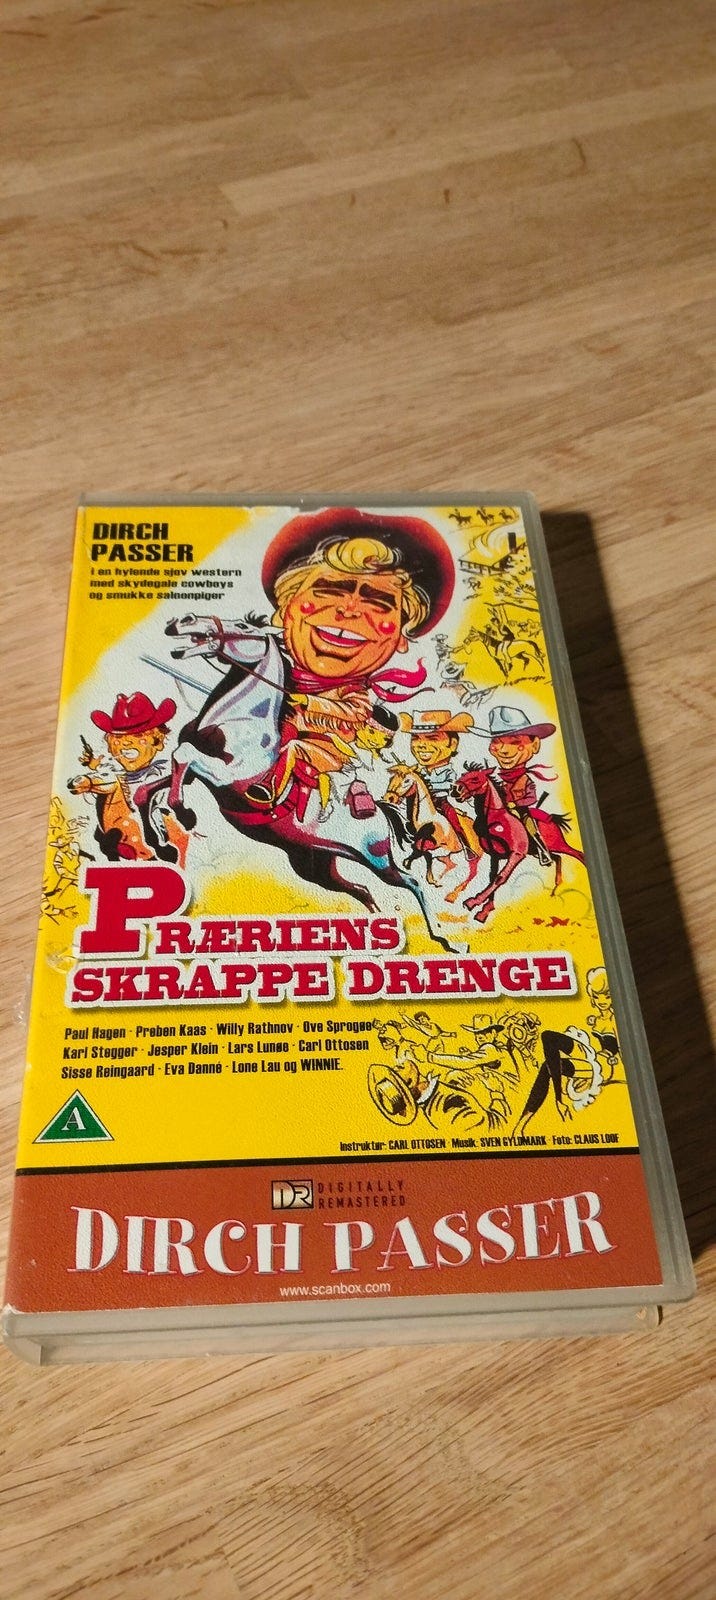 DIRCH
PASSER
i en hylende sjov western
med skydegale cowboys
og smukke saloonpiger
PRÆRIENS
SKRAPPE DRENGE
Paul Hagen · Preben Kaas · Willy Rathnov · Ove Sprogøe
Karl Stegger · Jesper Klein · Lars Lunøe · Carl Ottosen
Sisse Reingaard · Eva Danné · Lone Lau og WINNIE.
A
Instruktør: CARL OTTOSEN · Musik: SVEN GYLDMARK · Foto: CLAUS LOOF
DR DIGITALLY
REMASTERED
DIRCH PASSER
www.scanbox.com